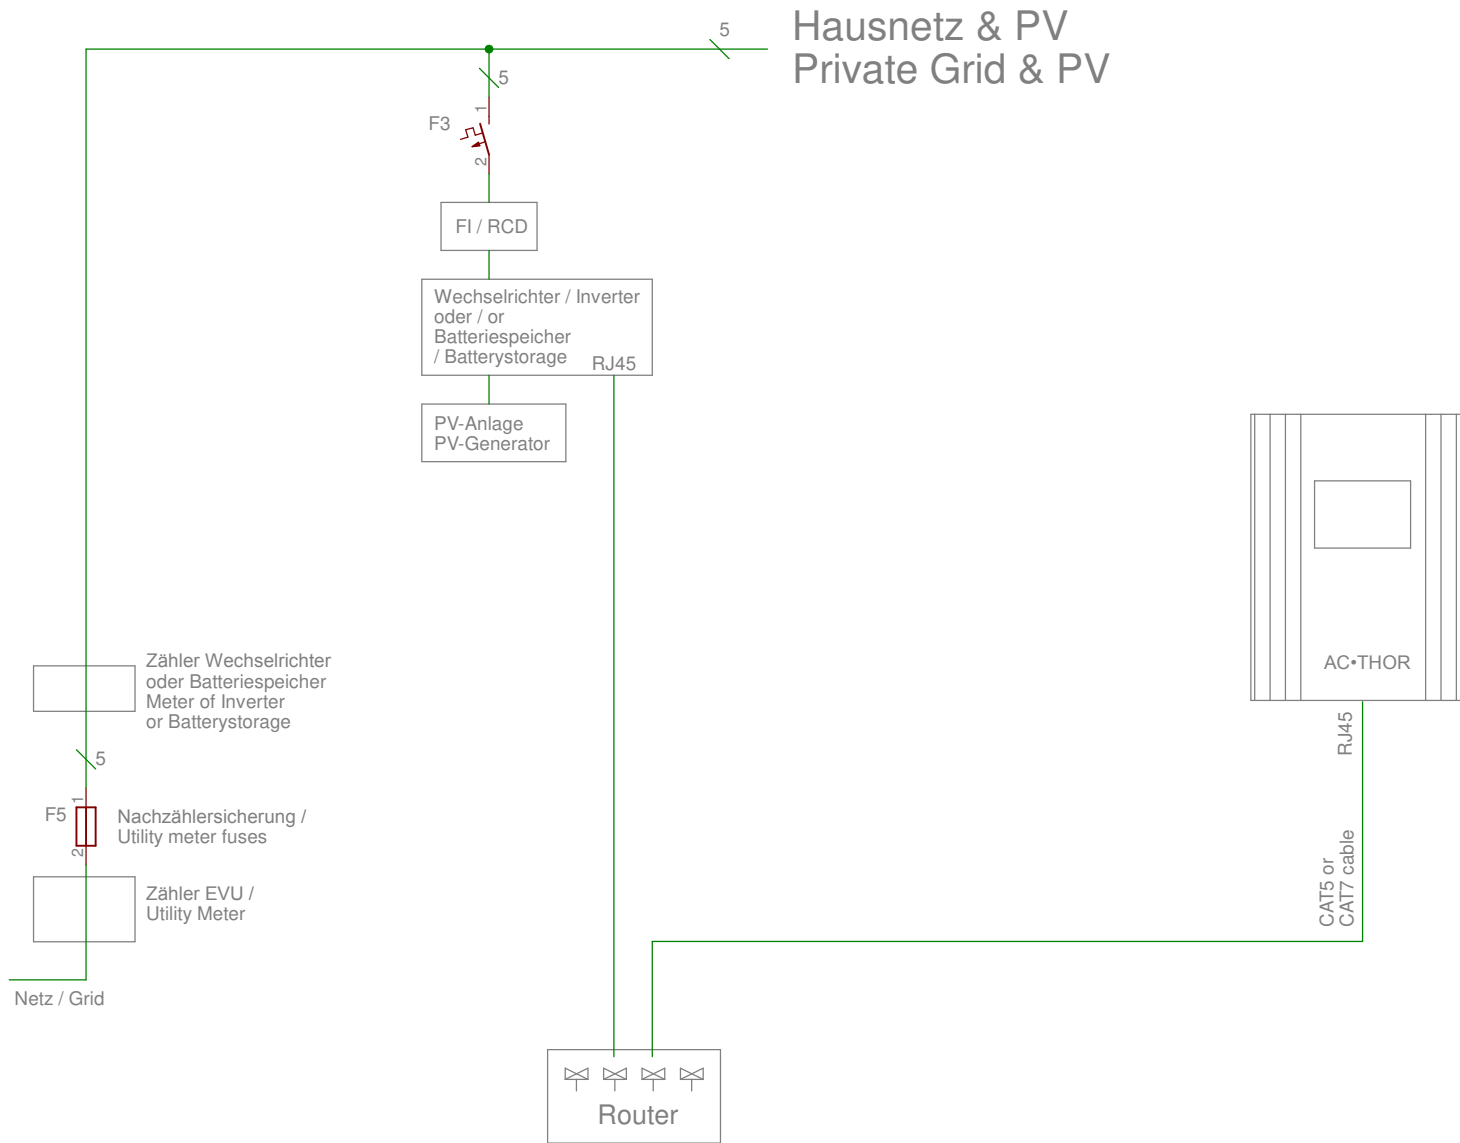 5
Hausnetz & PV
Private Grid & PV
5
F3
1
2
FI / RCD
Wechselrichter / Inverter
oder / or
Batteriespeicher
/ Batterystorage
RJ45
PV-Anlage
PV-Generator
Zähler Wechselrichter
oder Batteriespeicher
Meter of Inverter
or Batterystorage
5
F5
1
2
Nachzählersicherung /
Utility meter fuses
Zähler EVU /
Utility Meter
Netz / Grid
AC•THOR
RJ45
CAT5 or
CAT7 cable
Router